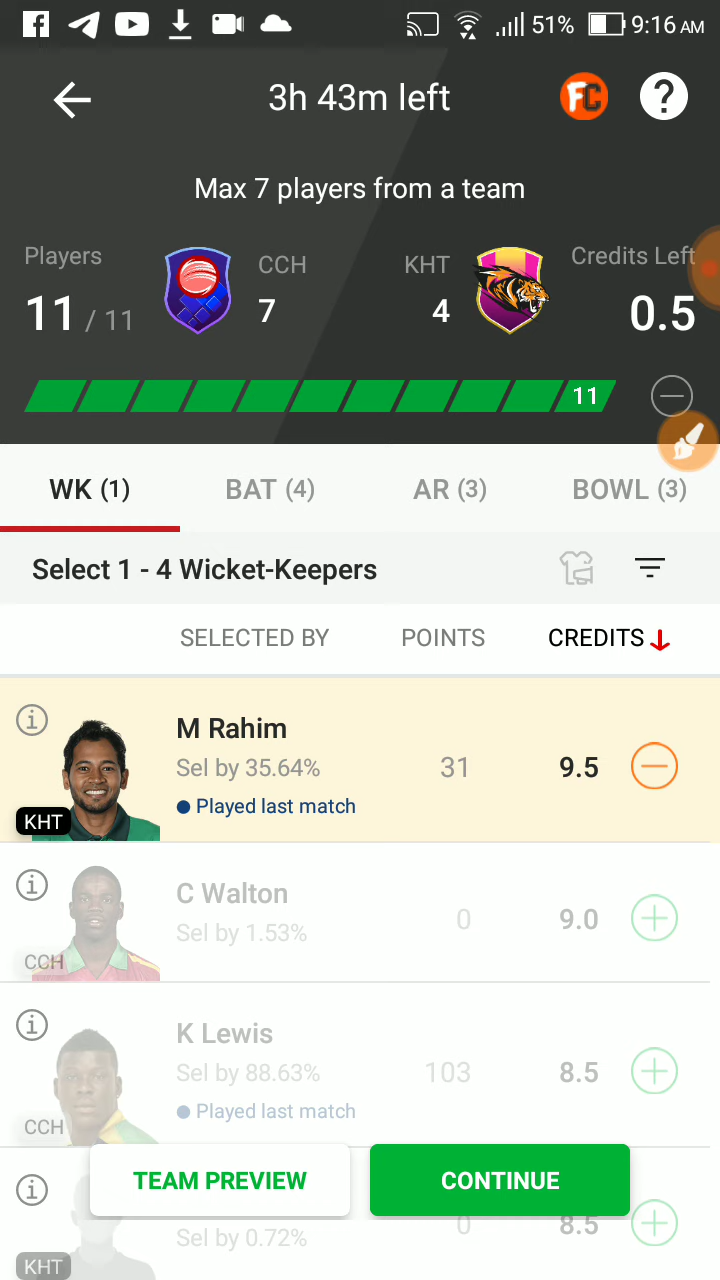 51% 9:16 AM
3h 43m left FC ?
Max 7 players from a team
Players CCH KHT Credits Left
11 / 11 7 4 0.5
11
WK (1) BAT (4) AR (3) BOWL (3)
Select 1 - 4 Wicket-Keepers
SELECTED BY POINTS CREDITS
M Rahim
Sel by 35.64% 31 9.5
Played last match
KHT
C Walton
Sel by 1.53% 0 9.0
CCH
K Lewis
Sel by 88.63% 103 8.5
Played last match
CCH
TEAM PREVIEW CONTINUE
Sel by 0.72% 0 8.5
KHT